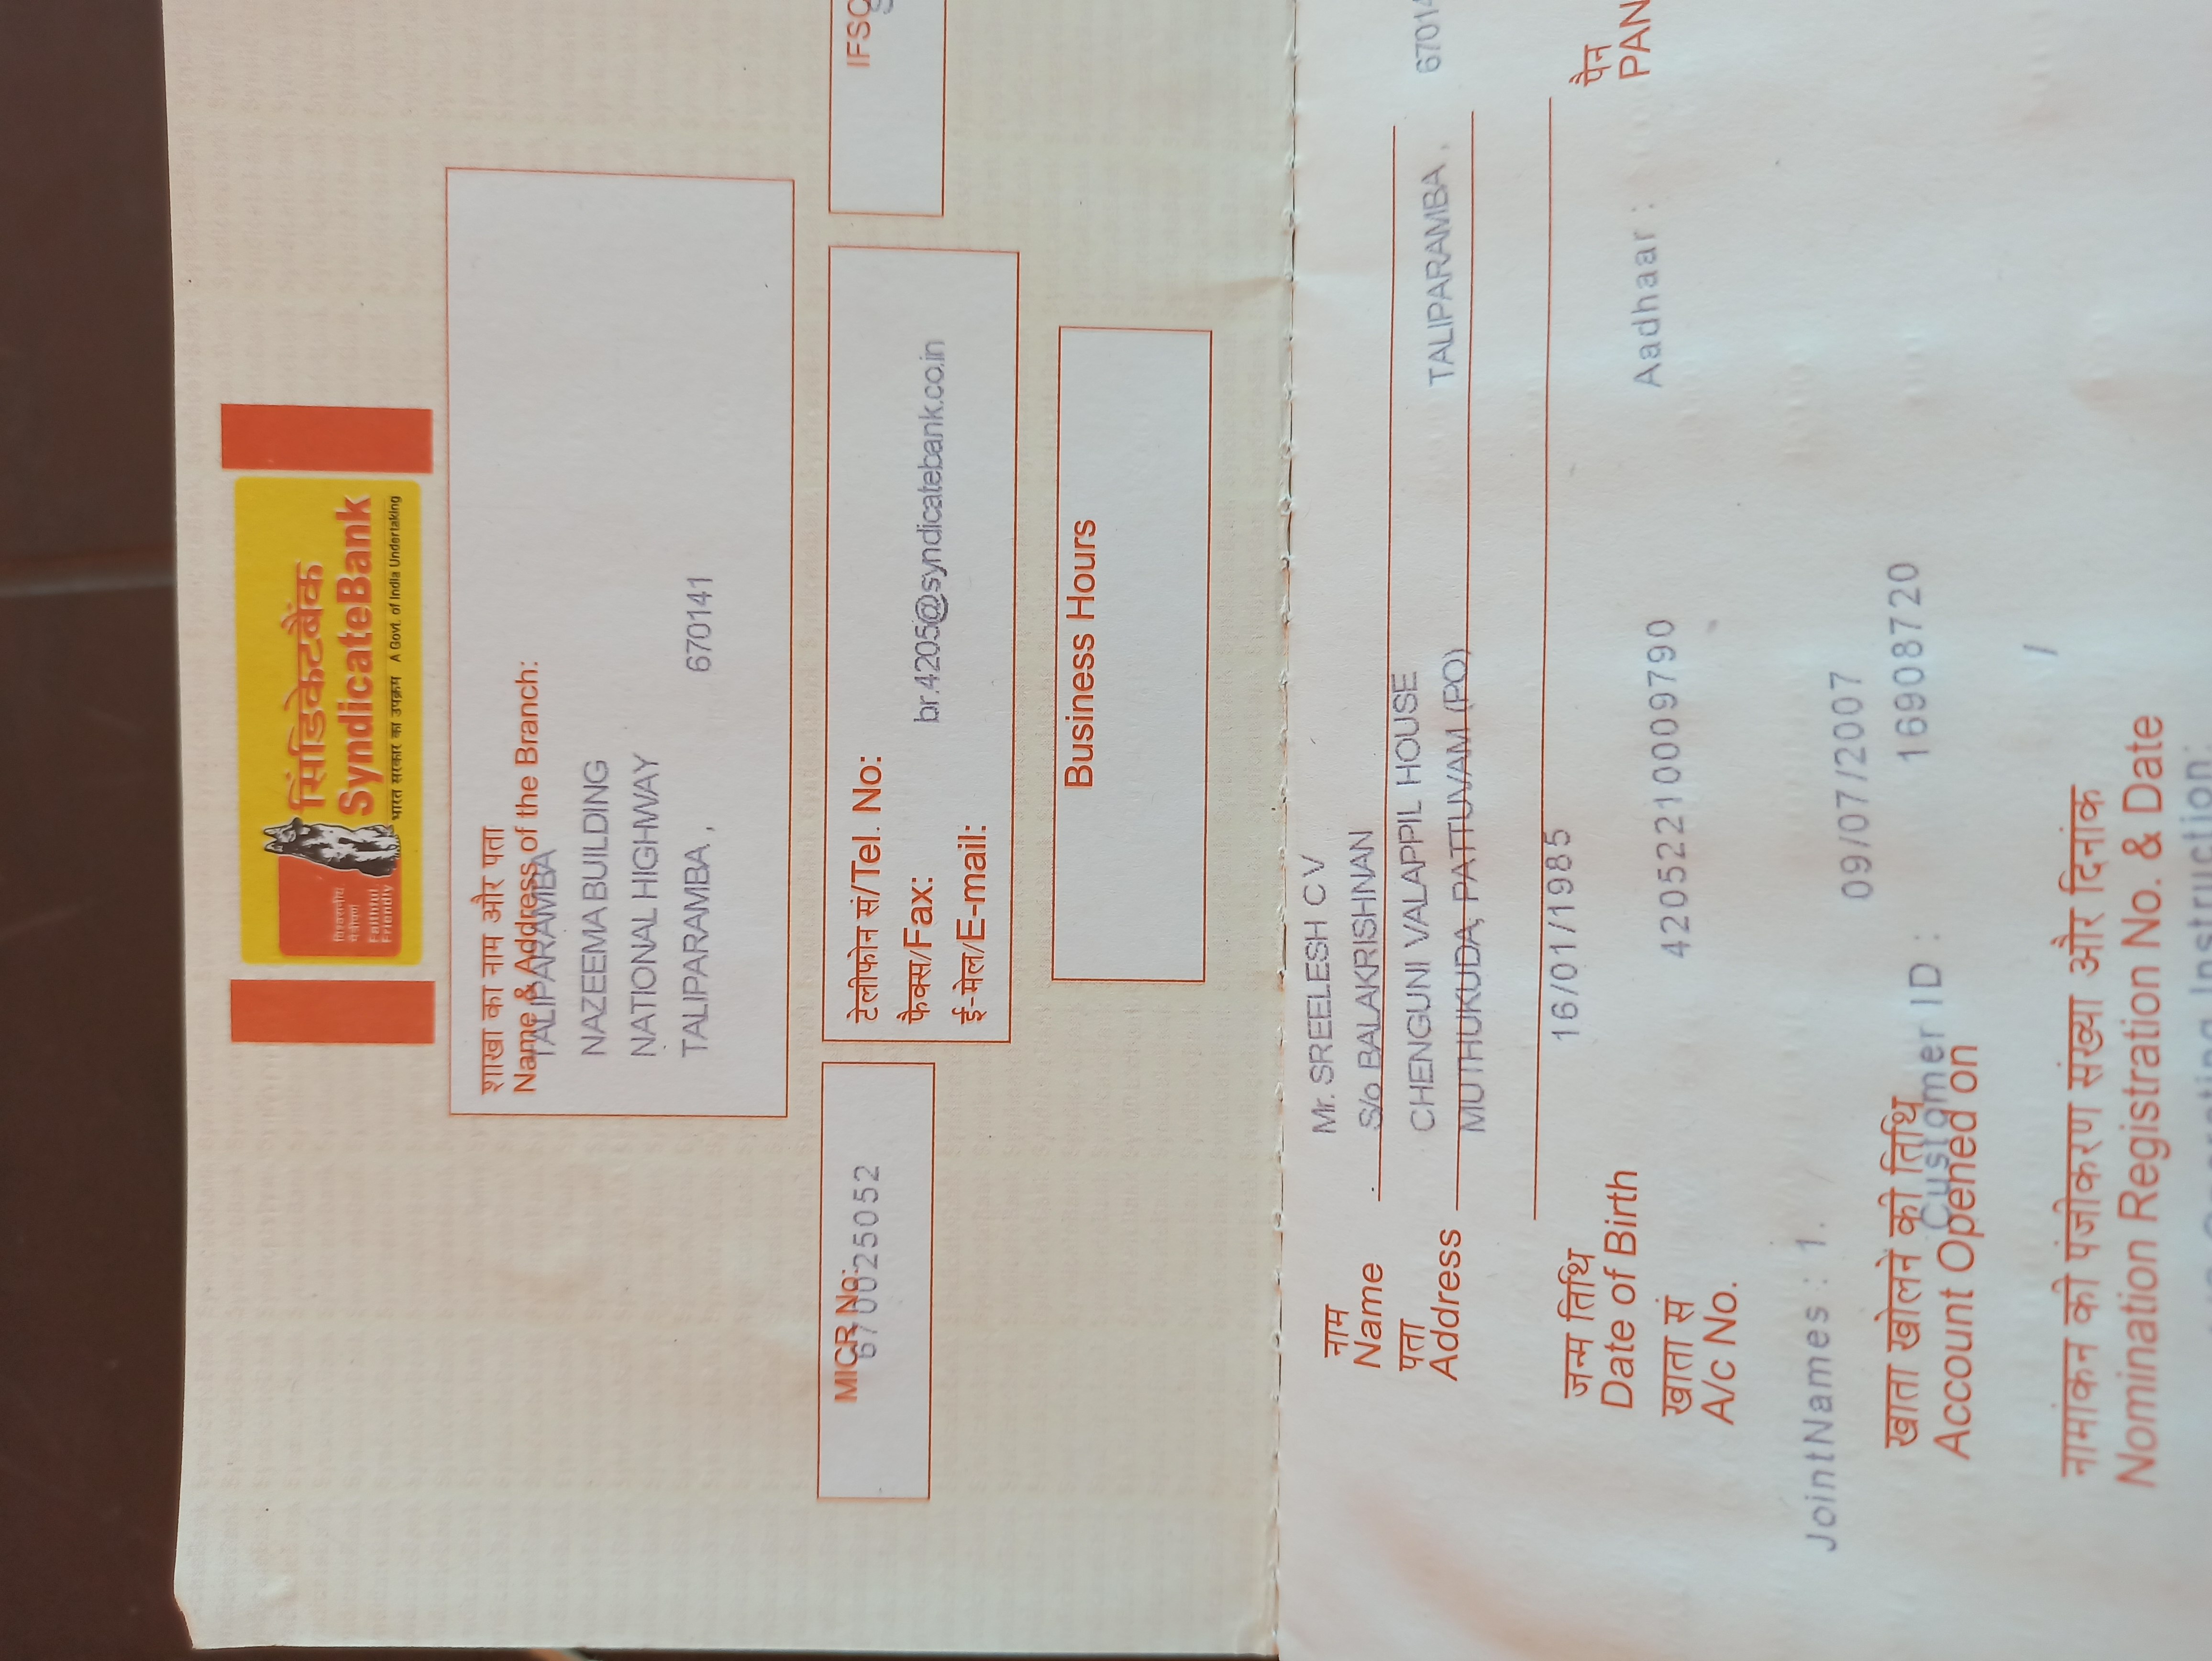 विश्वसनीय
मैत्रीपूर्ण
Faithful.
Friendly
सिंडिकेटबैंक
SyndicateBank
भारत सरकार का उपक्रम A Govt. of India Undertaking
शाखा का नाम और पता
Name & Address of the Branch:
TALIPARAMBA
NAZEEMA BUILDING
NATIONAL HIGHWAY
TALIPARAMBA , 670141
MICR No:
670025052
टेलीफोन सं/Tel. No:
फैक्स/Fax:
br.4205@syndicatebank.co.in
ई-मेल/E-mail:
IFSC
Business Hours
नाम
Name
Mr. SREELESH C V
S/o BALAKRISHNAN
पता
Address
CHENGUNI VALAPPIL HOUSE
MUTHUKUDA, PATTUVAM (PO)
TALIPARAMBA , 67014
जन्म तिथि
Date of Birth
16/01/1985
पैन
PAN
Aadhaar :
खाता सं
A/c No.
42052210009790
JointNames : 1.
09/07/2007
खाता खोलनें की तिथि
Account Opened on
Customer ID : 16908720
/
नामांकन की पंजीकरण संख्या और दिनांक
Nomination Registration No. & Date
Operating Instruction: